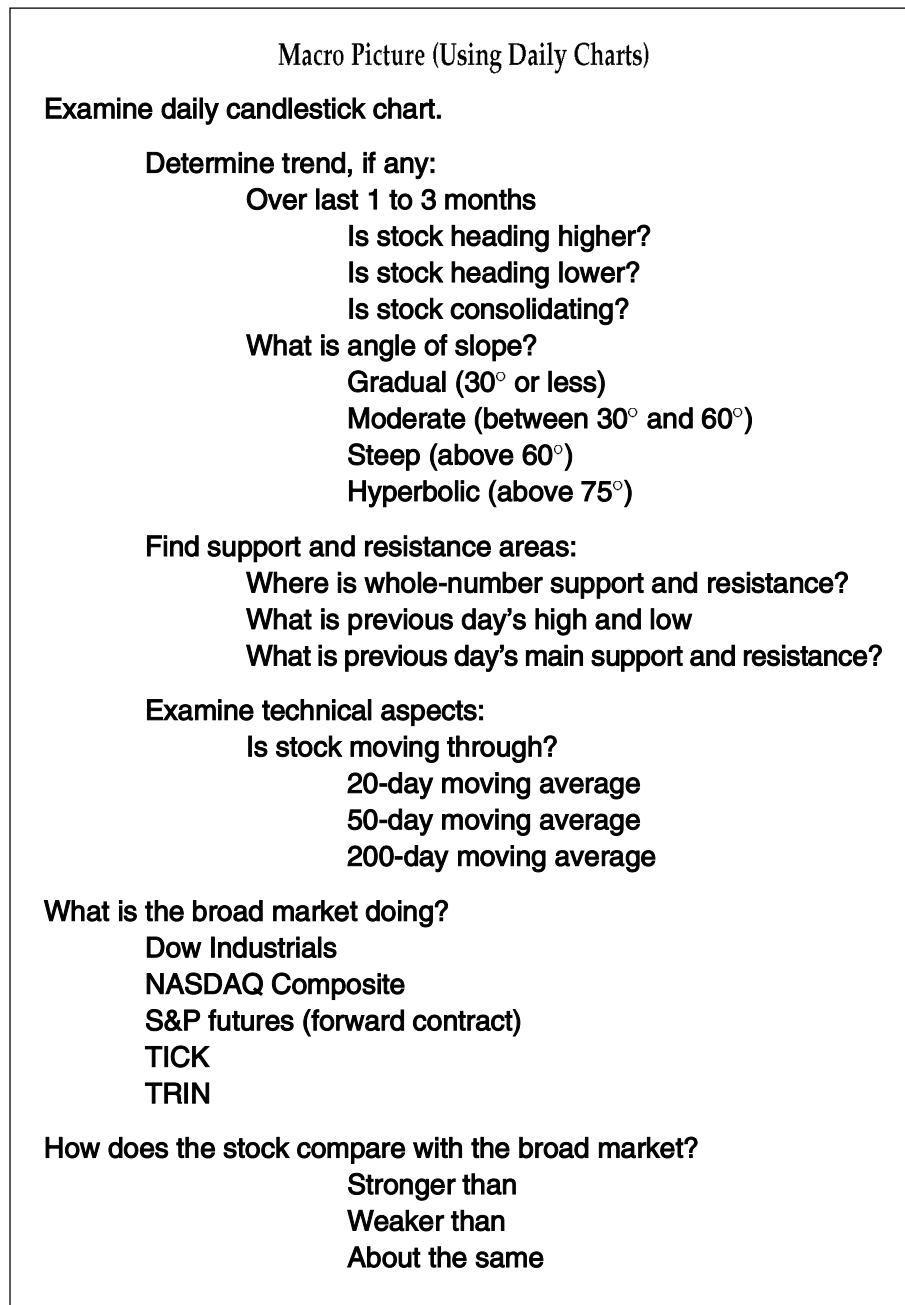 Macro Picture (Using Daily Charts)
Examine daily candlestick chart.
Determine trend, if any:
Over last 1 to 3 months
Is stock heading higher?
Is stock heading lower?
Is stock consolidating?
What is angle of slope?
Gradual (30° or less)
Moderate (between 30° and 60°)
Steep (above 60°)
Hyperbolic (above 75°)
Find support and resistance areas:
Where is whole-number support and resistance?
What is previous day’s high and low
What is previous day’s main support and resistance?
Examine technical aspects:
Is stock moving through?
20-day moving average
50-day moving average
200-day moving average
What is the broad market doing?
Dow Industrials
NASDAQ Composite
S&P futures (forward contract)
TICK
TRIN
How does the stock compare with the broad market?
Stronger than
Weaker than
About the same